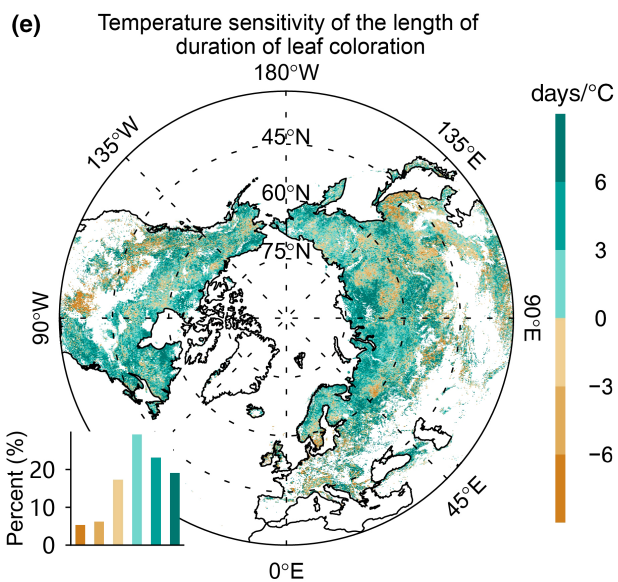 (e)
Temperature sensitivity of the length of
duration of leaf coloration
180°W
days/°C
135°W
45°N
135°E
60°N
6
75°N
3
90°W
90°E
0
−3
−6
Percent (%)
20
10
0
45°E
0°E